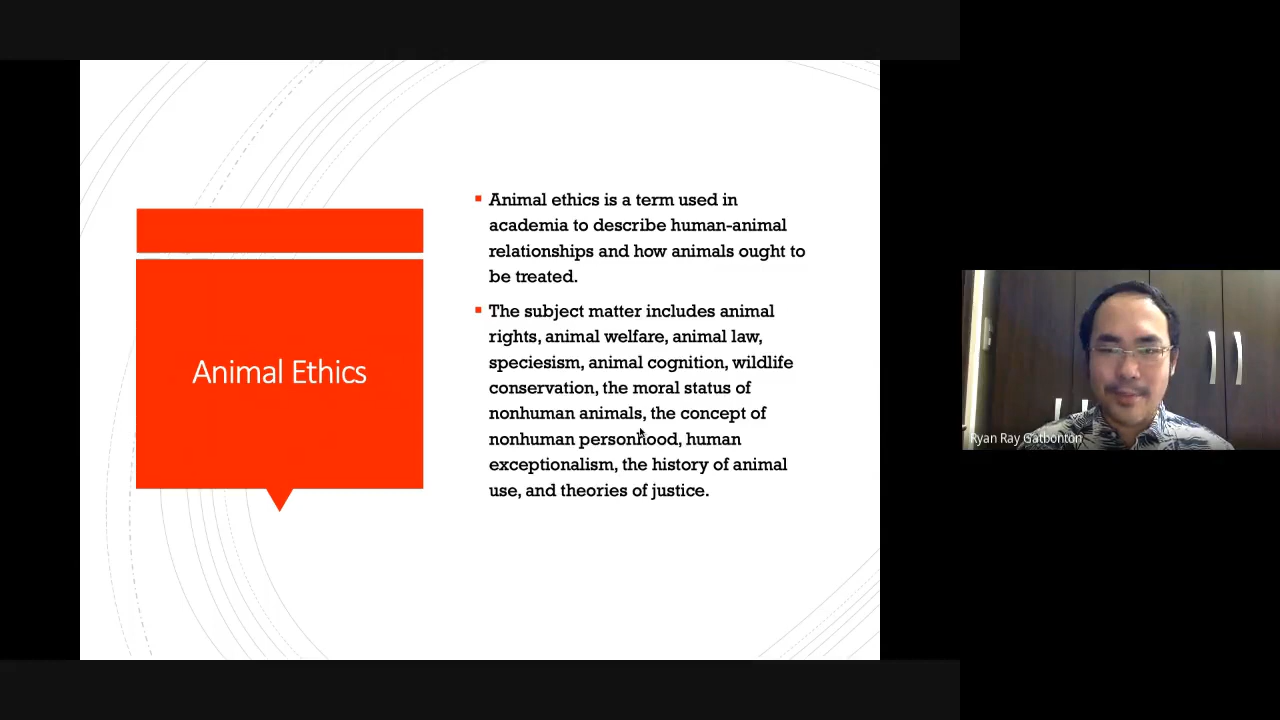 Animal Ethics
Animal ethics is a term used in
academia to describe human-animal
relationships and how animals ought to
be treated.
The subject matter includes animal
rights, animal welfare, animal law,
speciesism, animal cognition, wildlife
conservation, the moral status of
nonhuman animals, the concept of
nonhuman personhood, human
exceptionalism, the history of animal
use, and theories of justice.
Ryan Ray Gatbonton